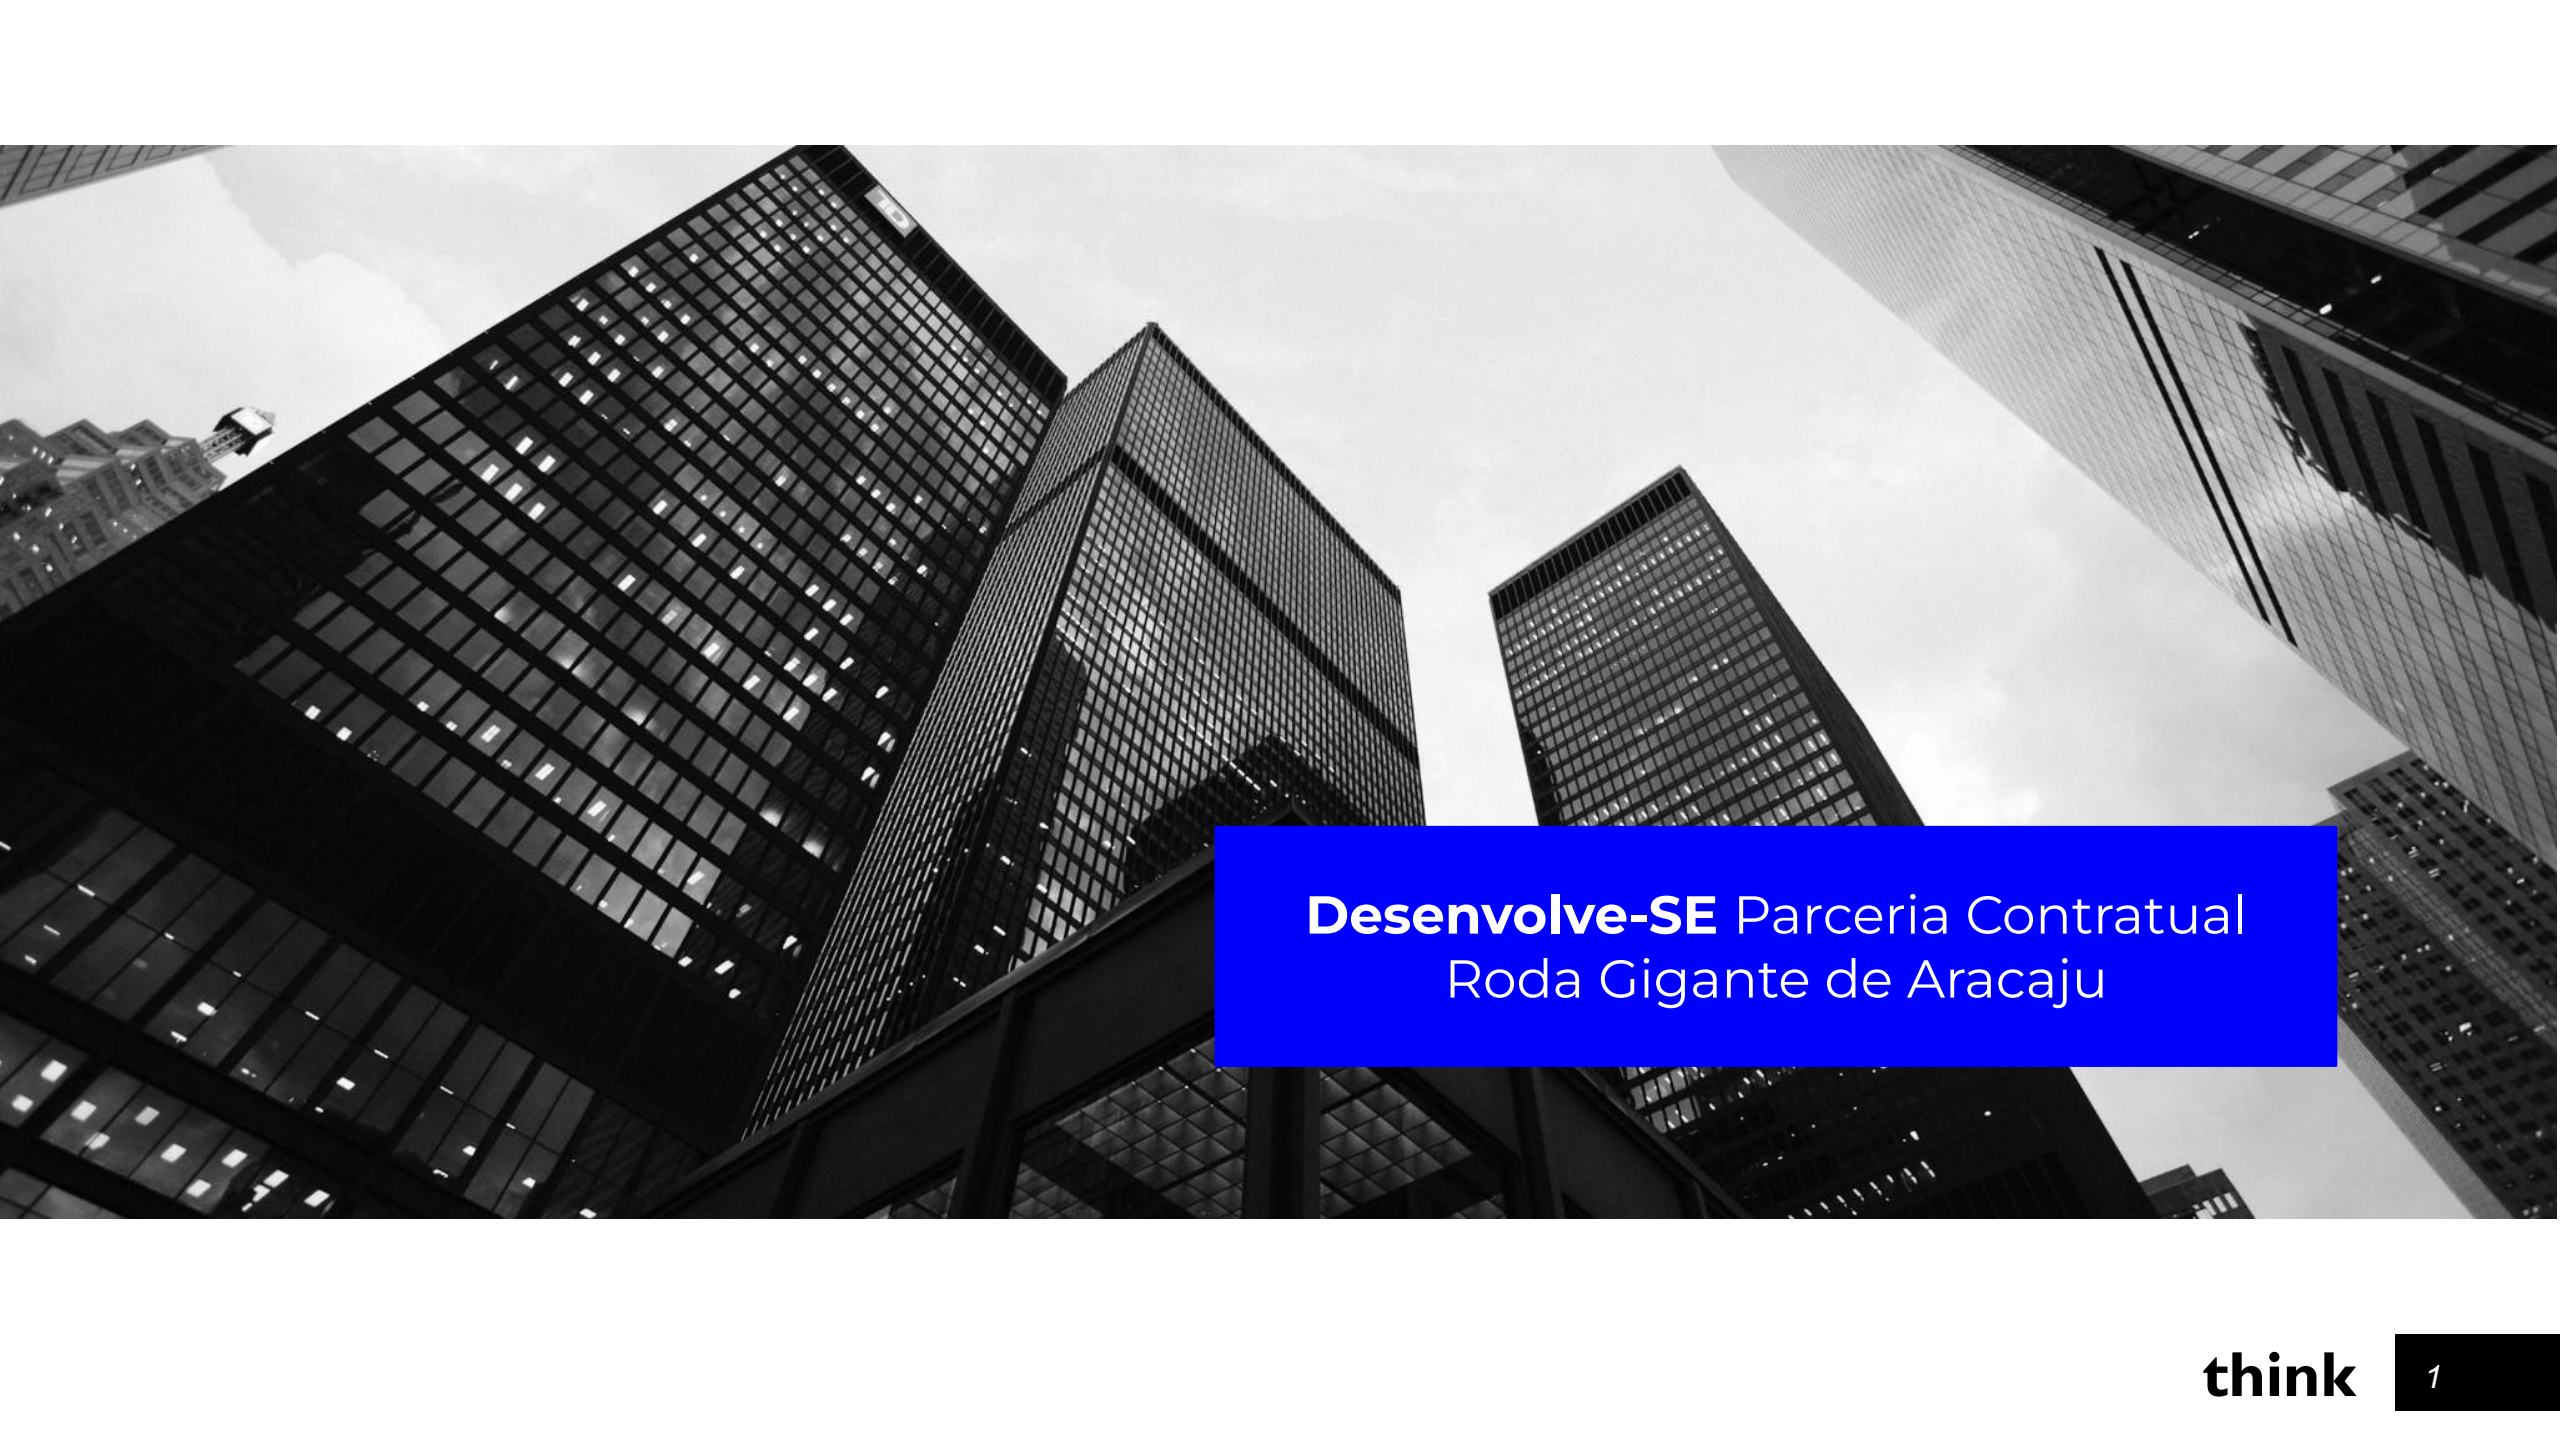 Desenvolve-SE Parceria Contratual
Roda Gigante de Aracaju
think
1